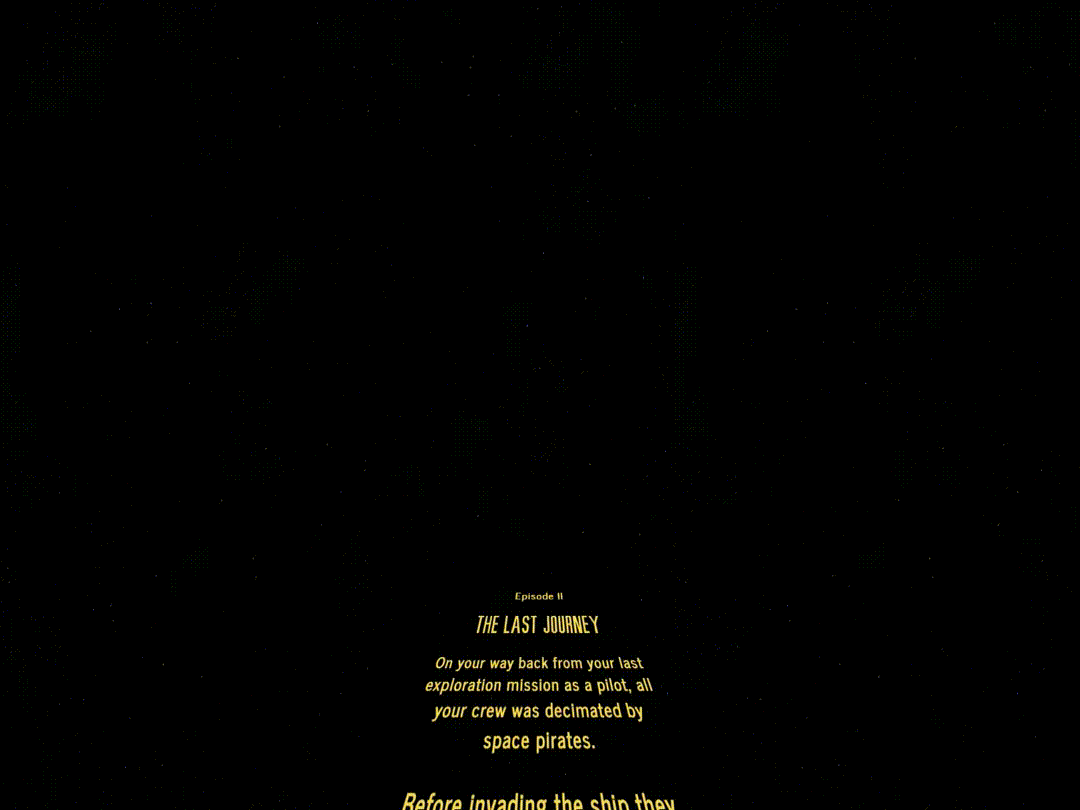 Episode II
THE LAST JOURNEY
On your way back from your last
exploration mission as a pilot, all
your crew was decimated by
space pirates.
Before invading the ship they